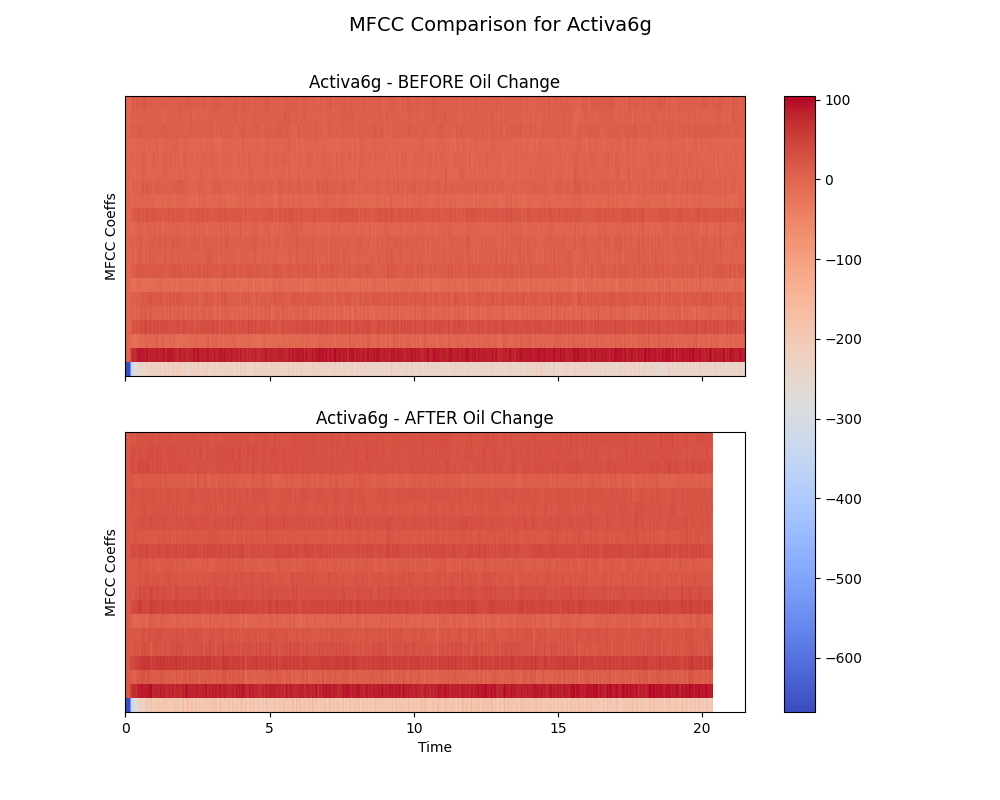 MFCC Comparison for Activa6g
Activa6g - BEFORE Oil Change
MFCC Coeffs
Activa6g - AFTER Oil Change
MFCC Coeffs
0 5 10 15 20
Time
100
0
−100
−200
−300
−400
−500
−600